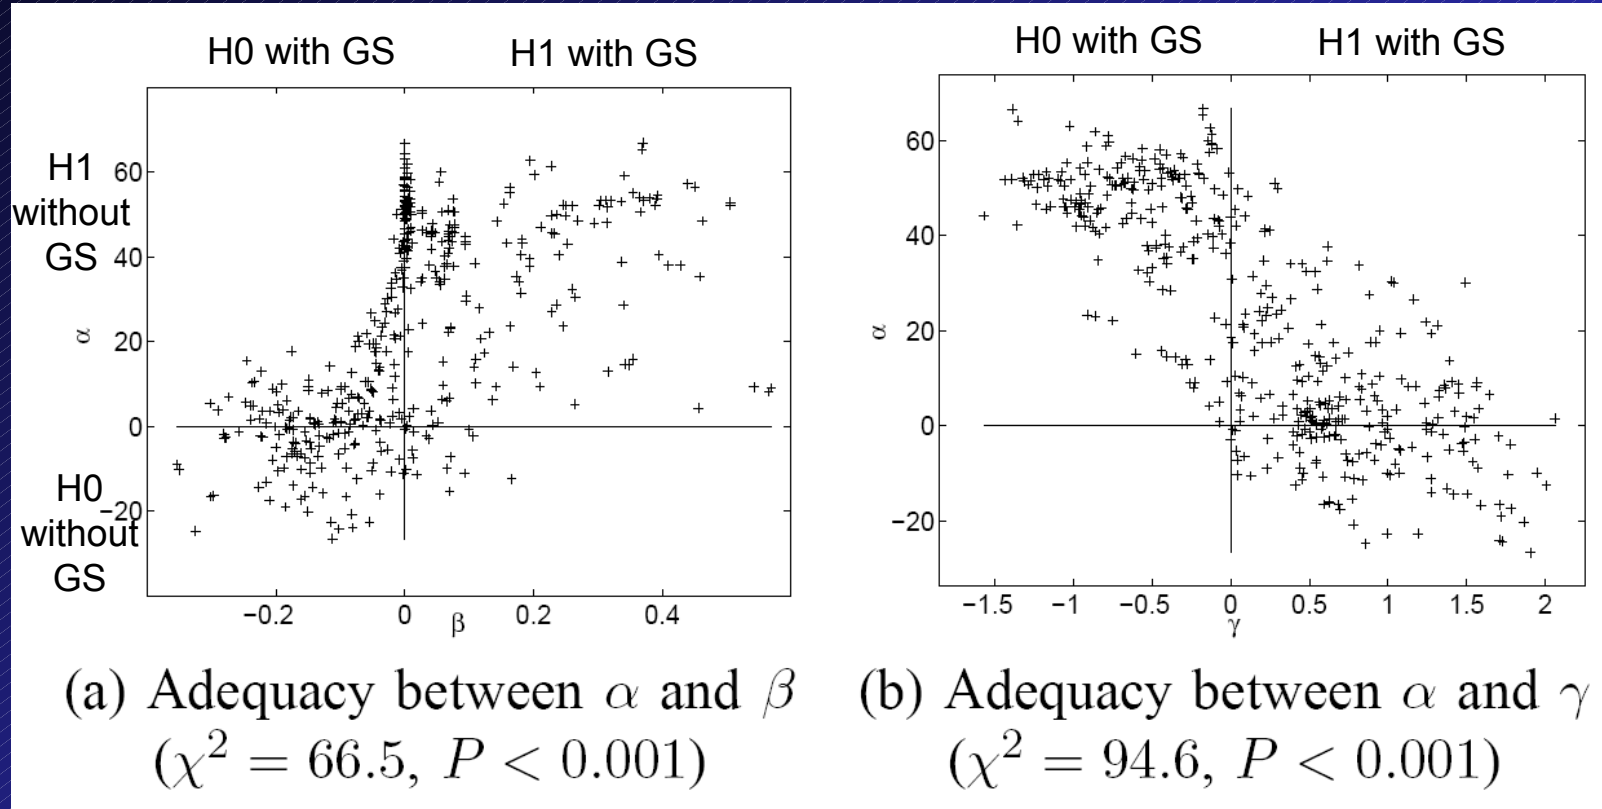 H0 with GS
H1 with GS
H1
without
GS
H0
without
GS
60
40
20
0
−20
α
−0.2
0
0.2
0.4
β
(a) Adequacy between α and β
(χ² = 66.5, P < 0.001)
H0 with GS
H1 with GS
60
40
20
0
−20
α
−1.5
−1
−0.5
0
0.5
1
1.5
2
γ
(b) Adequacy between α and γ
(χ² = 94.6, P < 0.001)